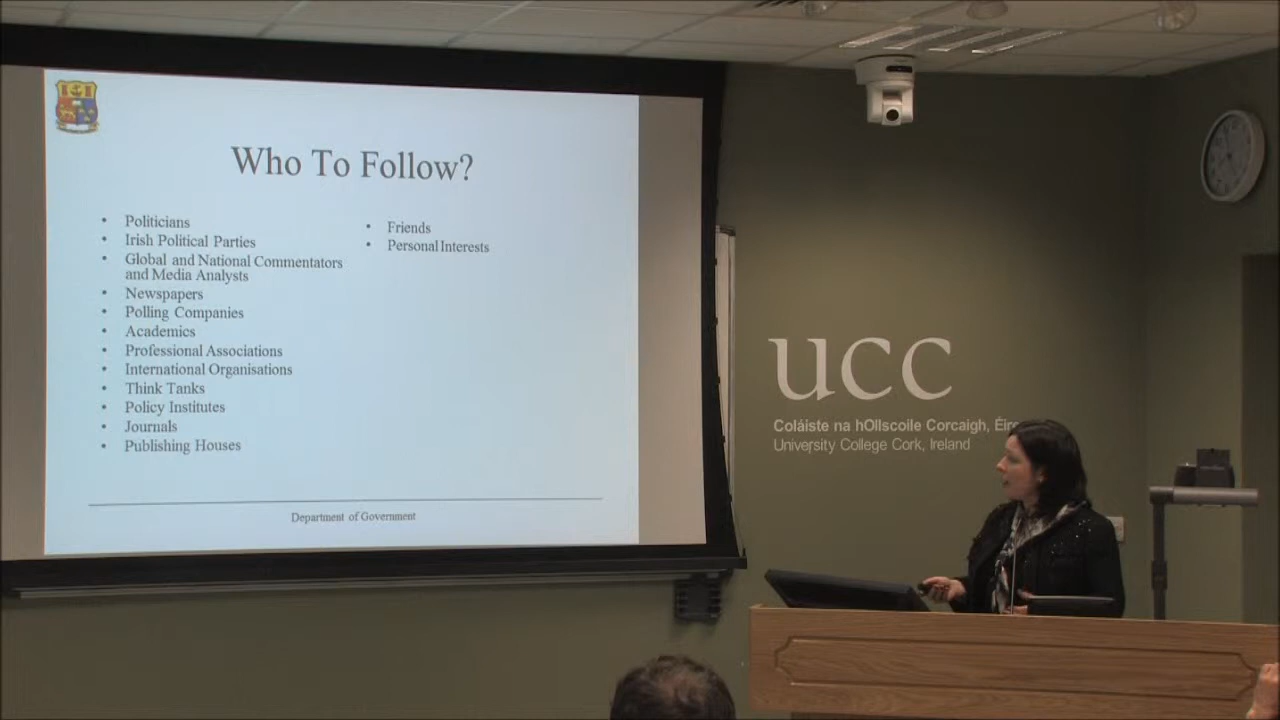 Who To Follow?
• Politicians
• Irish Political Parties
• Global and National Commentators
and Media Analysts
• Newspapers
• Polling Companies
• Academics
• Professional Associations
• International Organisations
• Think Tanks
• Policy Institutes
• Journals
• Publishing Houses
• Friends
• Personal Interests
Department of Government
UCC
Coláiste na hOllscoile Corcaigh, Éire
University College Cork, Ireland